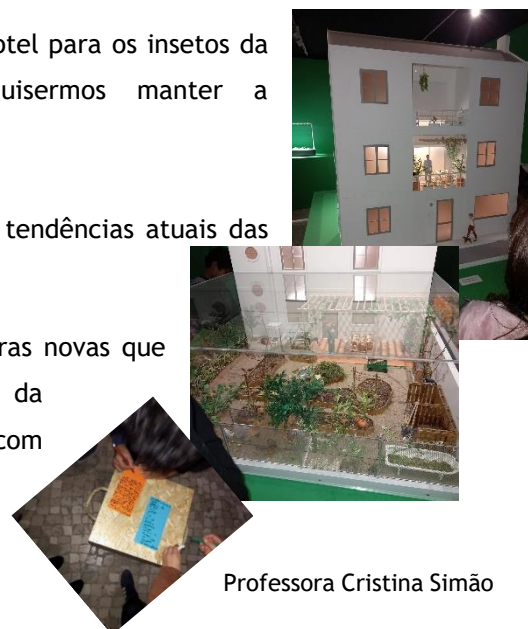 otel para os insetos da
uisermos manter a
tendências atuais das
ras novas que
da
com
Professora Cristina Simão